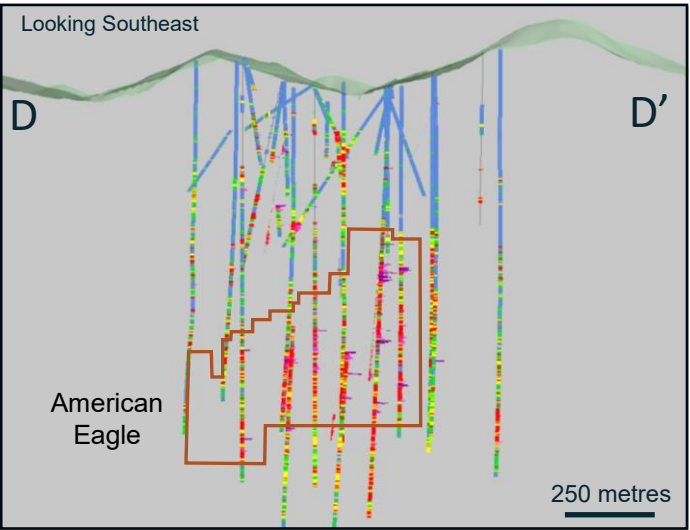 Looking Southeast
D
D’
American
Eagle
250 metres